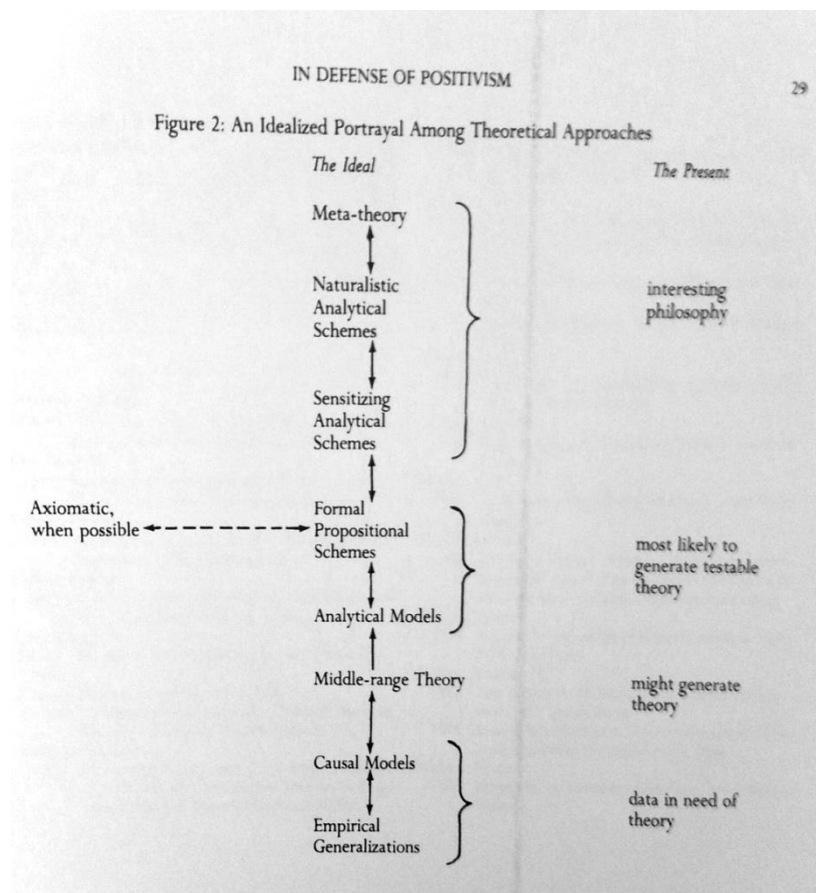 IN DEFENSE OF POSITIVISM
29
Figure 2: An Idealized Portrayal Among Theoretical Approaches
The Ideal
The Present
Meta-theory
Naturalistic
Analytical
Schemes
interesting
philosophy
Sensitizing
Analytical
Schemes
Axiomatic,
when possible
Formal
Propositional
Schemes
most likely to
generate testable
theory
Analytical Models
Middle-range Theory
might generate
theory
Causal Models
Empirical
Generalizations
data in need of
theory